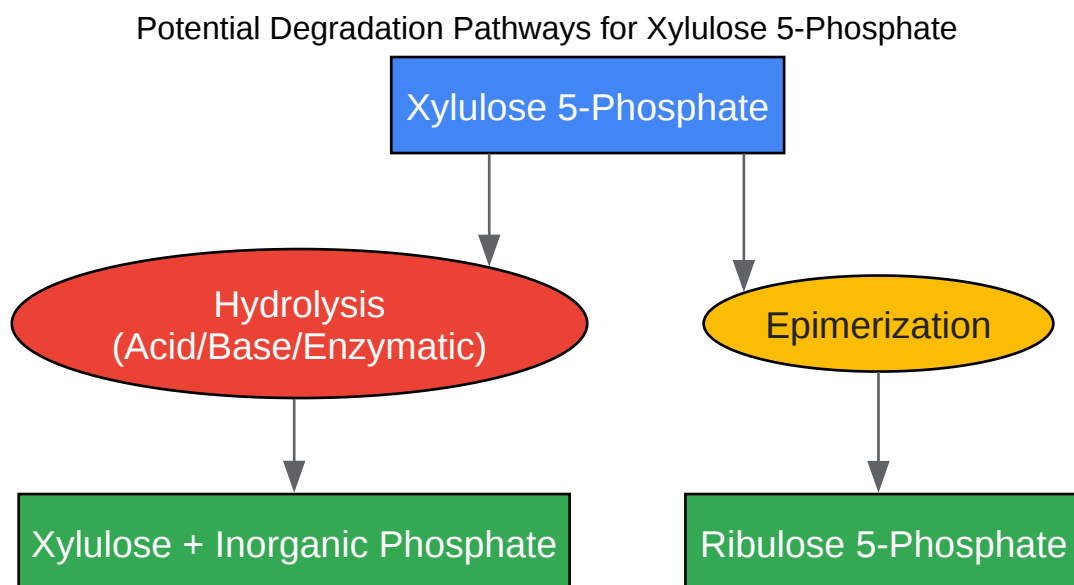 Potential Degradation Pathways for Xylulose 5-Phosphate
Xylulose 5-Phosphate
Hydrolysis
(Acid/Base/Enzymatic)
Epimerization
Xylulose + Inorganic Phosphate
Ribulose 5-Phosphate